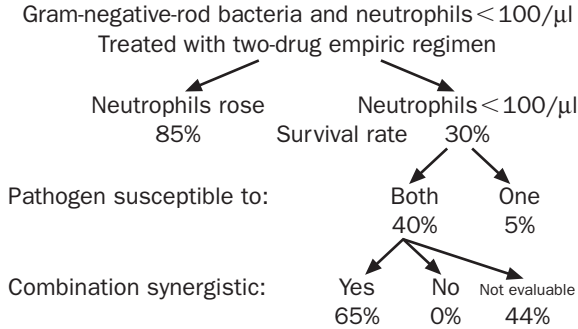 Gram-negative-rod bacteria and neutrophils<100/μl
Treated with two-drug empiric regimen
Neutrophils rose Neutrophils<100/μl
85% Survival rate 30%
Pathogen susceptible to: Both One
40% 5%
Combination synergistic: Yes No Not evaluable
65% 0% 44%